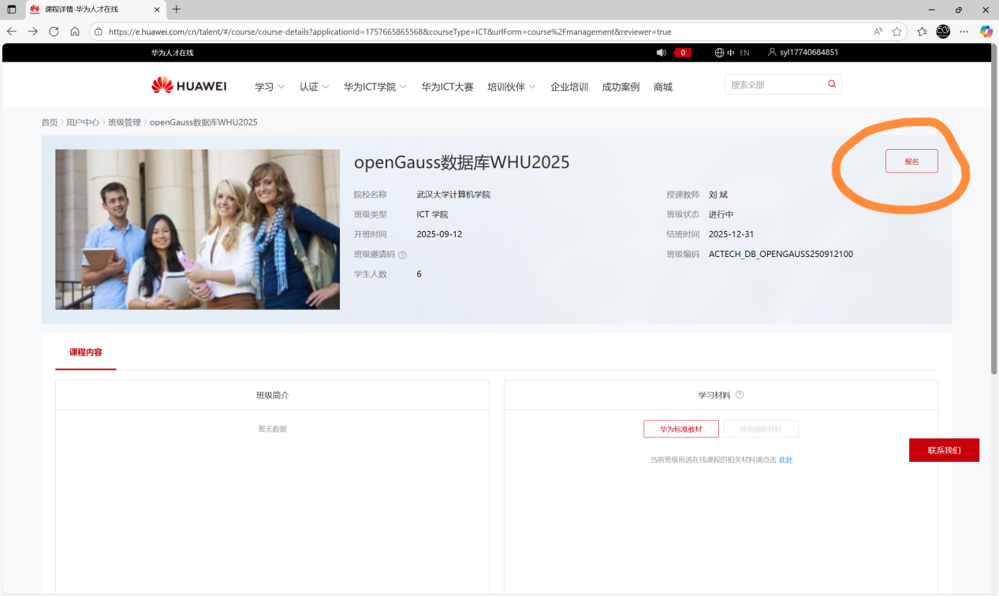 课程详情-华为人才在线
https://e.huawei.com/cn/talent/#/course/course-details?applicationId=1757665865568&courseType=ICT&urlForm=course%2Fmanagement&reviewer=true
华为人才在线
0
中 EN
syl17740684851
HUAWEI
学习
认证
华为ICT学院
华为ICT大赛
培训伙伴
企业培训
成功案例
商城
搜索全部
首页 > 用户中心 > 班级管理 > openGauss数据库WHU2025
openGauss数据库WHU2025
报名
院校名称 武汉大学计算机学院
授课教师 刘 斌
班级类型 ICT 学院
班级状态 进行中
开班时间 2025-09-12
结班时间 2025-12-31
班级邀请码
班级编码 ACTECH_DB_OPENGAUSS250912100
学生人数 6
课程内容
班级简介
学习材料
暂无数据
华为标准教材
其他辅助材料
当前班级所选在线课程的相关材料请点击 此处
联系我们